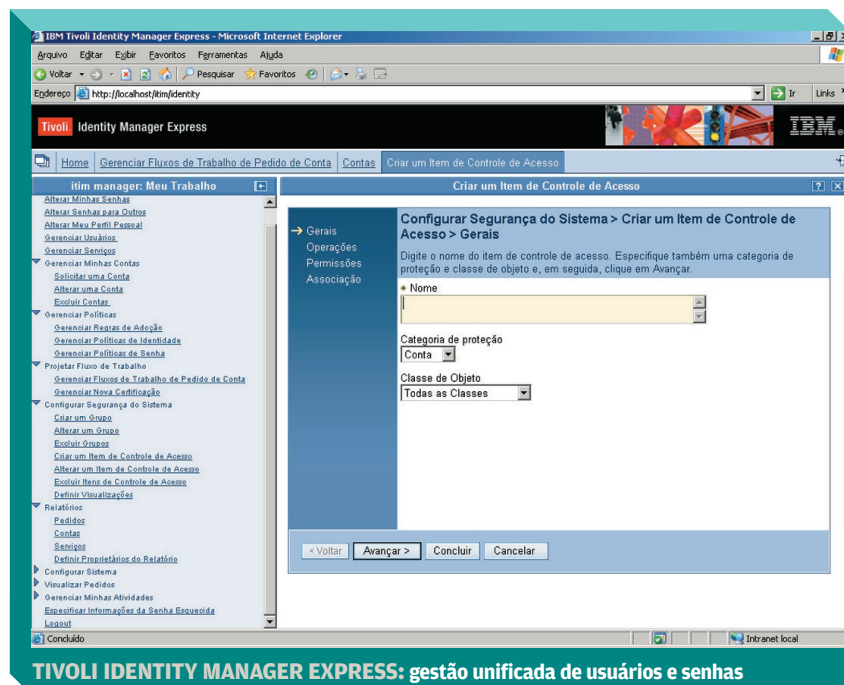 IBM Tivoli Identity Manager Express - Microsoft Internet Explorer
Arquivo Editar Exibir Favoritos Ferramentas Ajuda
Voltar Pesquisar Favoritos
Endereço http://localhost/itim/identity Ir Links
Tivoli Identity Manager Express IBM
Home Gerenciar Fluxos de Trabalho de Pedido de Conta Contas Criar um Item de Controle de Acesso
itim manager: Meu Trabalho
Alterar Minhas Senhas
Alterar Senhas para Outros
Alterar Meu Perfil Pessoal
Gerenciar Usuários
Gerenciar Serviços
Gerenciar Minhas Contas
Solicitar uma Conta
Alterar uma Conta
Excluir Contas
Gerenciar Políticas
Gerenciar Regras de Adoção
Gerenciar Políticas de Identidade
Gerenciar Políticas de Senha
Projetar Fluxo de Trabalho
Gerenciar Fluxos de Trabalho de Pedido de Conta
Gerenciar Nova Certificação
Configurar Segurança do Sistema
Criar um Grupo
Alterar um Grupo
Excluir Grupos
Criar um Item de Controle de Acesso
Alterar um Item de Controle de Acesso
Excluir Itens de Controle de Acesso
Definir Visualizações
Relatórios
Pedidos
Contas
Serviços
Definir Proprietários do Relatório
Configurar Sistema
Visualizar Pedidos
Gerenciar Minhas Atividades
Especificar Informações da Senha Esquecida
Logout
Criar um Item de Controle de Acesso
Gerais
Operações
Permissões
Associação
Configurar Segurança do Sistema > Criar um Item de Controle de
Acesso > Gerais
Digite o nome do item de controle de acesso. Especifique também uma categoria de
proteção e classe de objeto e, em seguida, clique em Avançar.
* Nome
Categoria de proteção
Conta
Classe de Objeto
Todas as Classes
< Voltar Avançar > Concluir Cancelar
Concluído Intranet local
TIVOLI IDENTITY MANAGER EXPRESS: gestão unificada de usuários e senhas